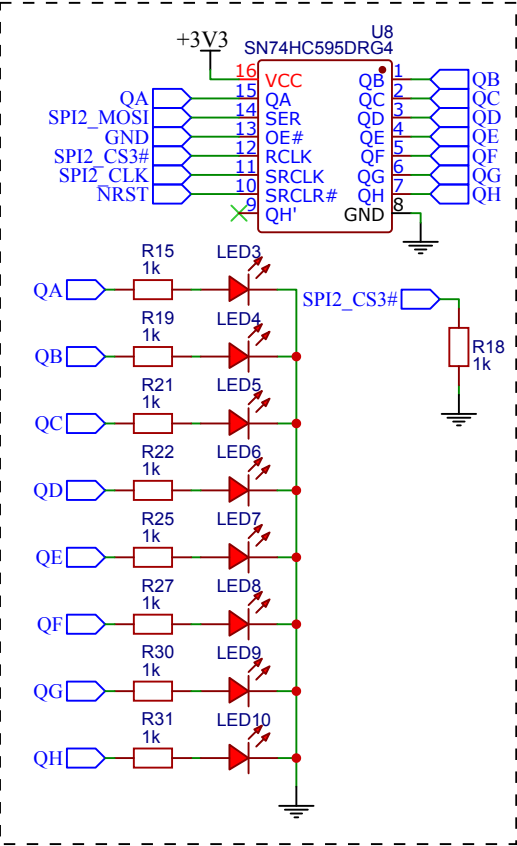 +3V3
U8
SN74HC595DRG4
16 VCC QB 1 QB
QA 15 QA QC 2 QC
SPI2_MOSI 14 SER QD 3 QD
GND 13 OE# QE 4 QE
SPI2_CS3# 12 RCLK QF 5 QF
SPI2_CLK 11 SRCLK QG 6 QG
NRST 10 SRCLR# QH 7 QH
9 QH' GND 8
R15 LED3
1k
QA
SPI2_CS3#
R19 LED4
1k
QB
R18
1k
R21 LED5
1k
QC
R22 LED6
1k
QD
R25 LED7
1k
QE
R27 LED8
1k
QF
R30 LED9
1k
QG
R31 LED10
1k
QH